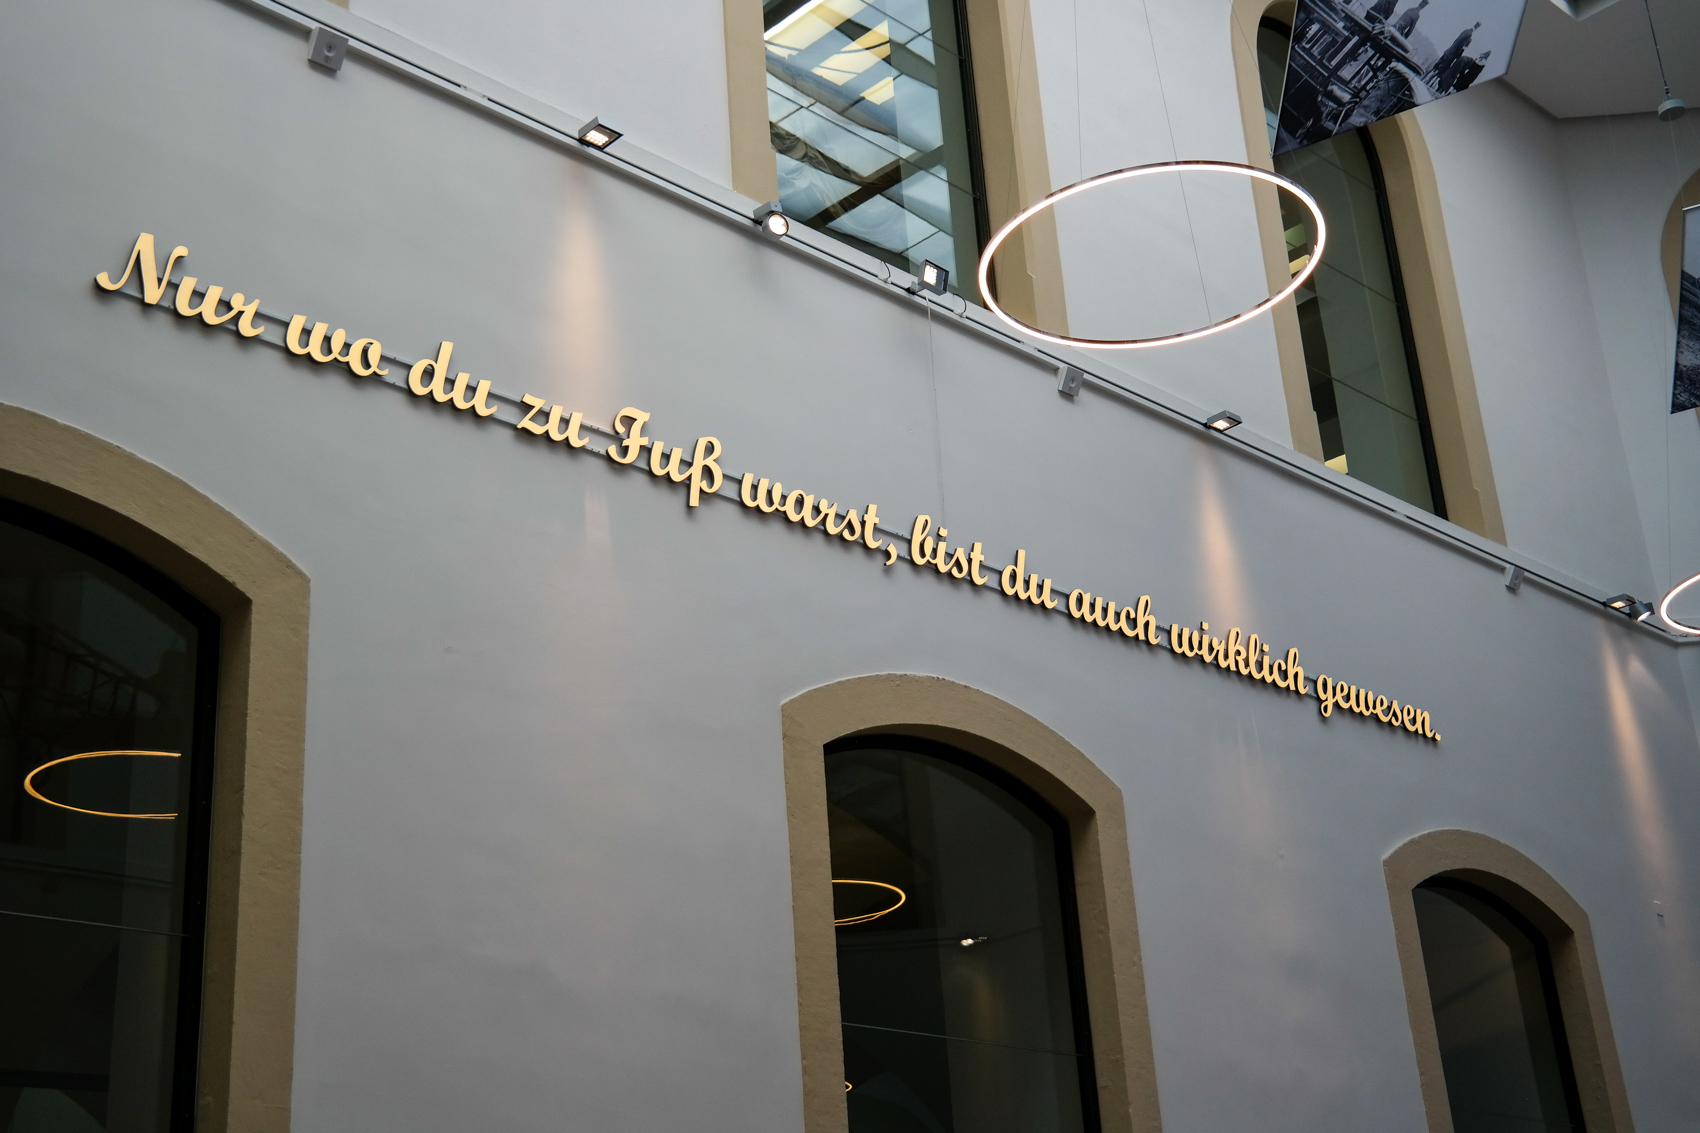 Nur wo du zu Fuß warst, bist du auch wirklich gewesen.